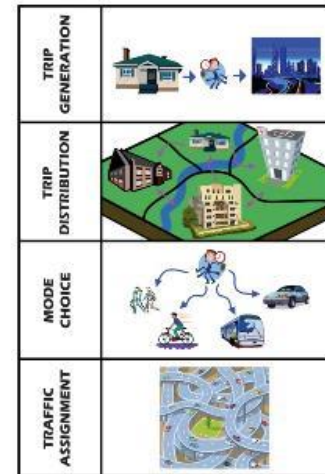 TRIP
GENERATION
TRIP
DISTRIBUTION
MODE
CHOICE
TRAFFIC
ASSIGNMENT